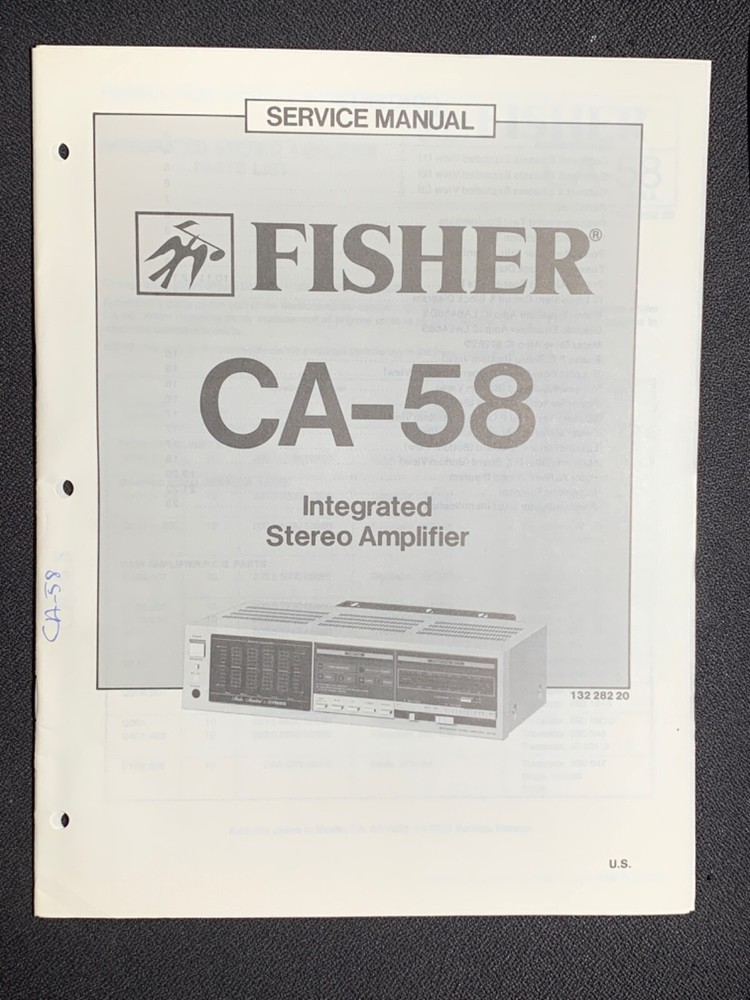 SERVICE MANUAL
FISHER®
CA-58
Integrated
Stereo Amplifier
CA-58
132 282 20
U.S.